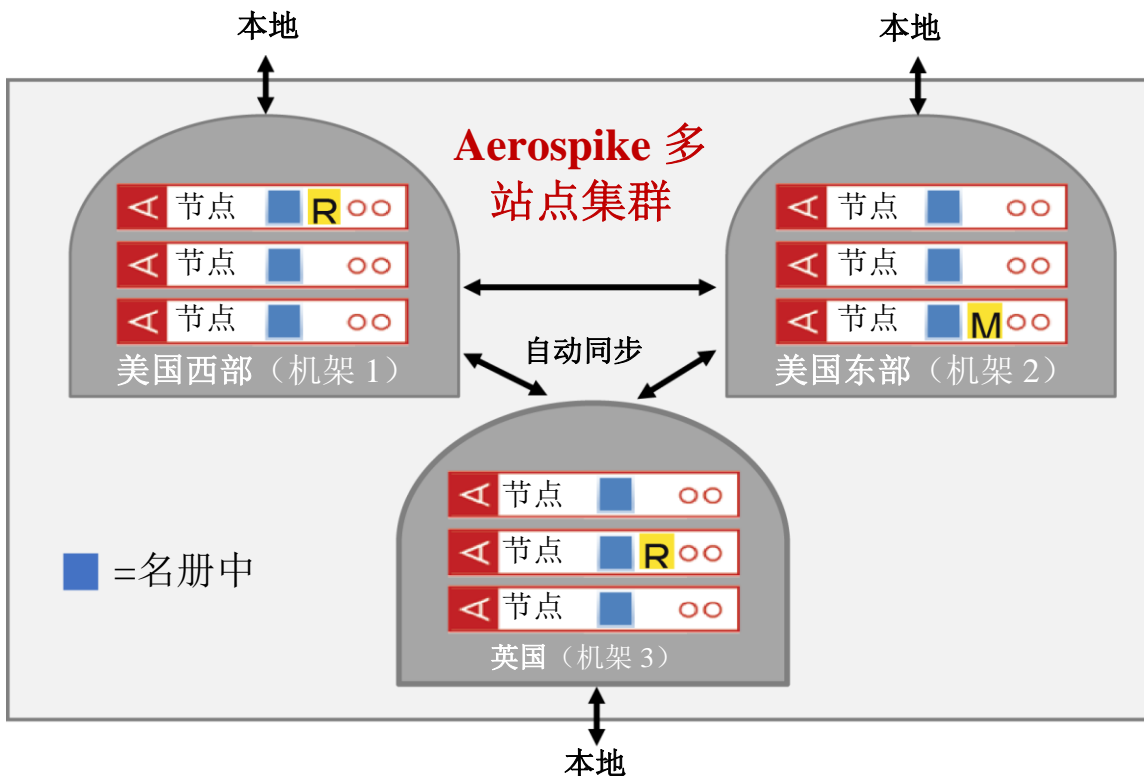 本地
本地
Aerospike 多
站点集群
A 节点 R
A 节点
A 节点
美国西部（机架 1）
A 节点
A 节点
A 节点 M
美国东部（机架 2）
自动同步
A 节点
A 节点 R
A 节点
英国（机架 3）
=名册中
本地